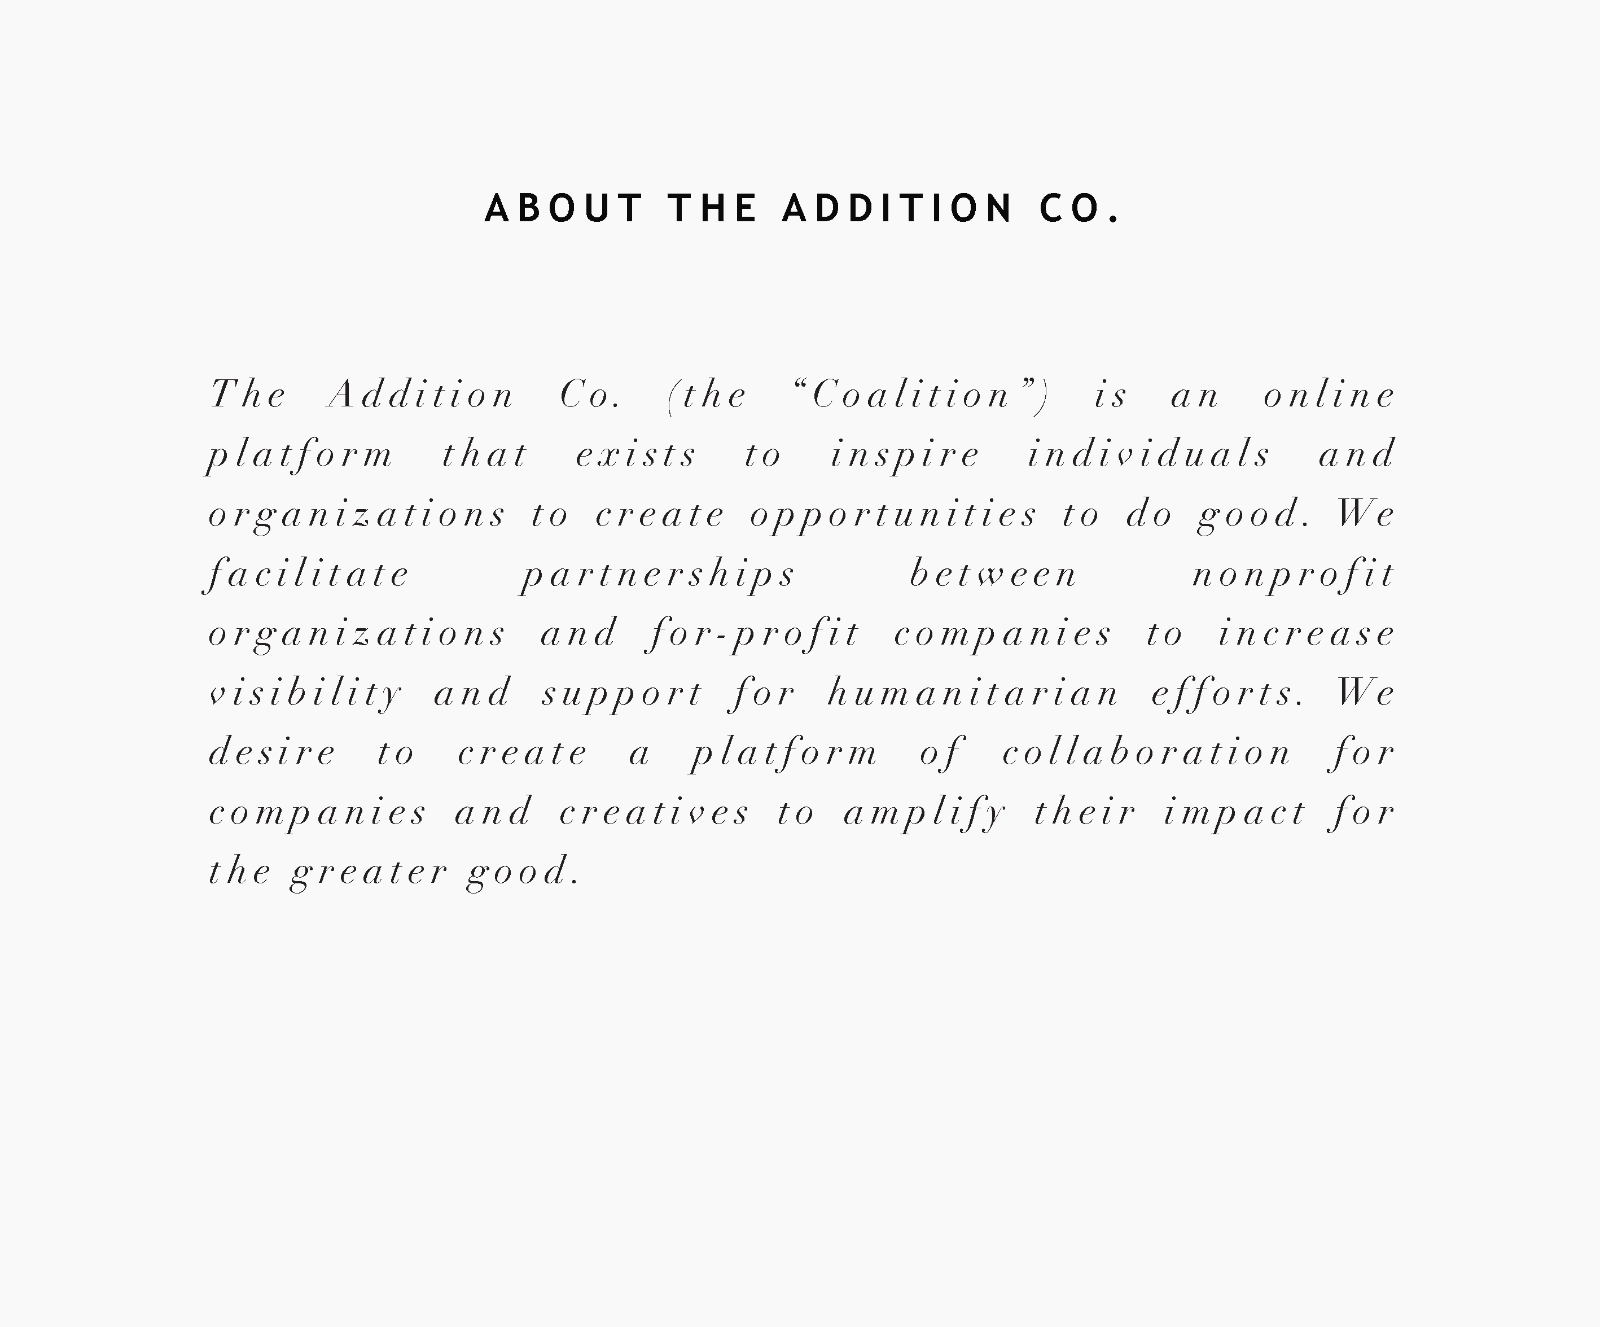 ABOUT THE ADDITION CO.
The Addition Co. (the “Coalition”) is an online
platform that exists to inspire individuals and
organizations to create opportunities to do good. We
facilitate partnerships between nonprofit
organizations and for-profit companies to increase
visibility and support for humanitarian efforts. We
desire to create a platform of collaboration for
companies and creatives to amplify their impact for
the greater good.